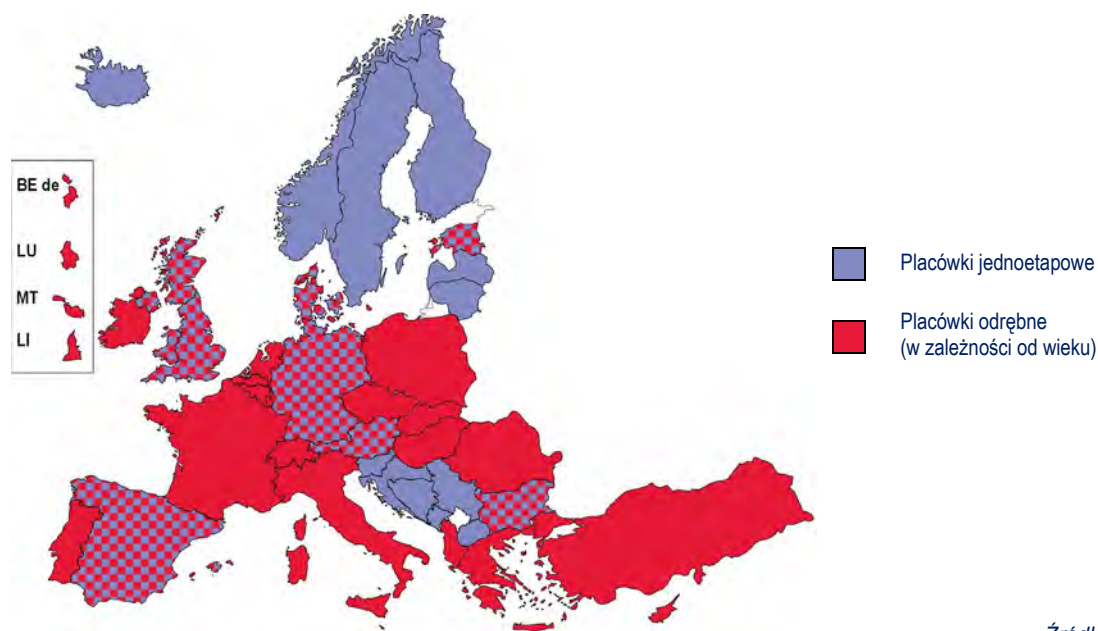 BE de
LU
MT
LI
Placówki jednoetapowe
Placówki odrębne
(w zależności od wieku)